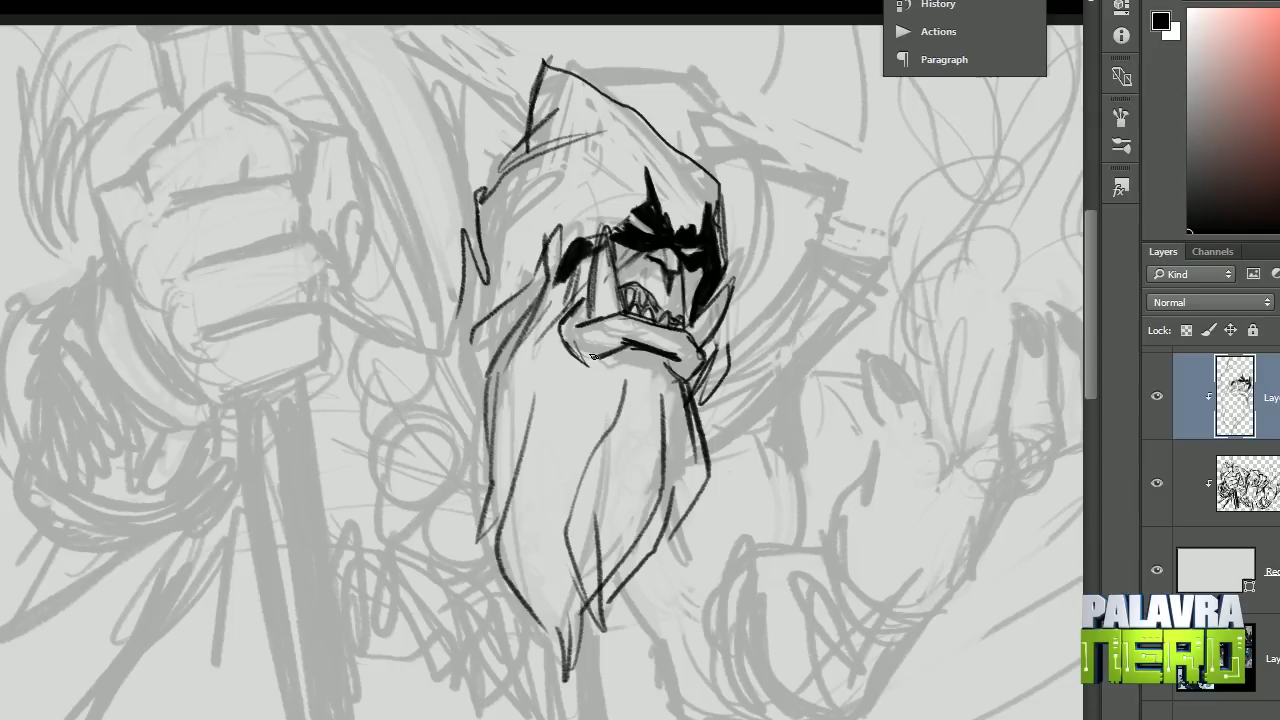 History
Actions
Paragraph
Layers
Channels
Kind
Normal
Lock:
PALAVRA
NERD